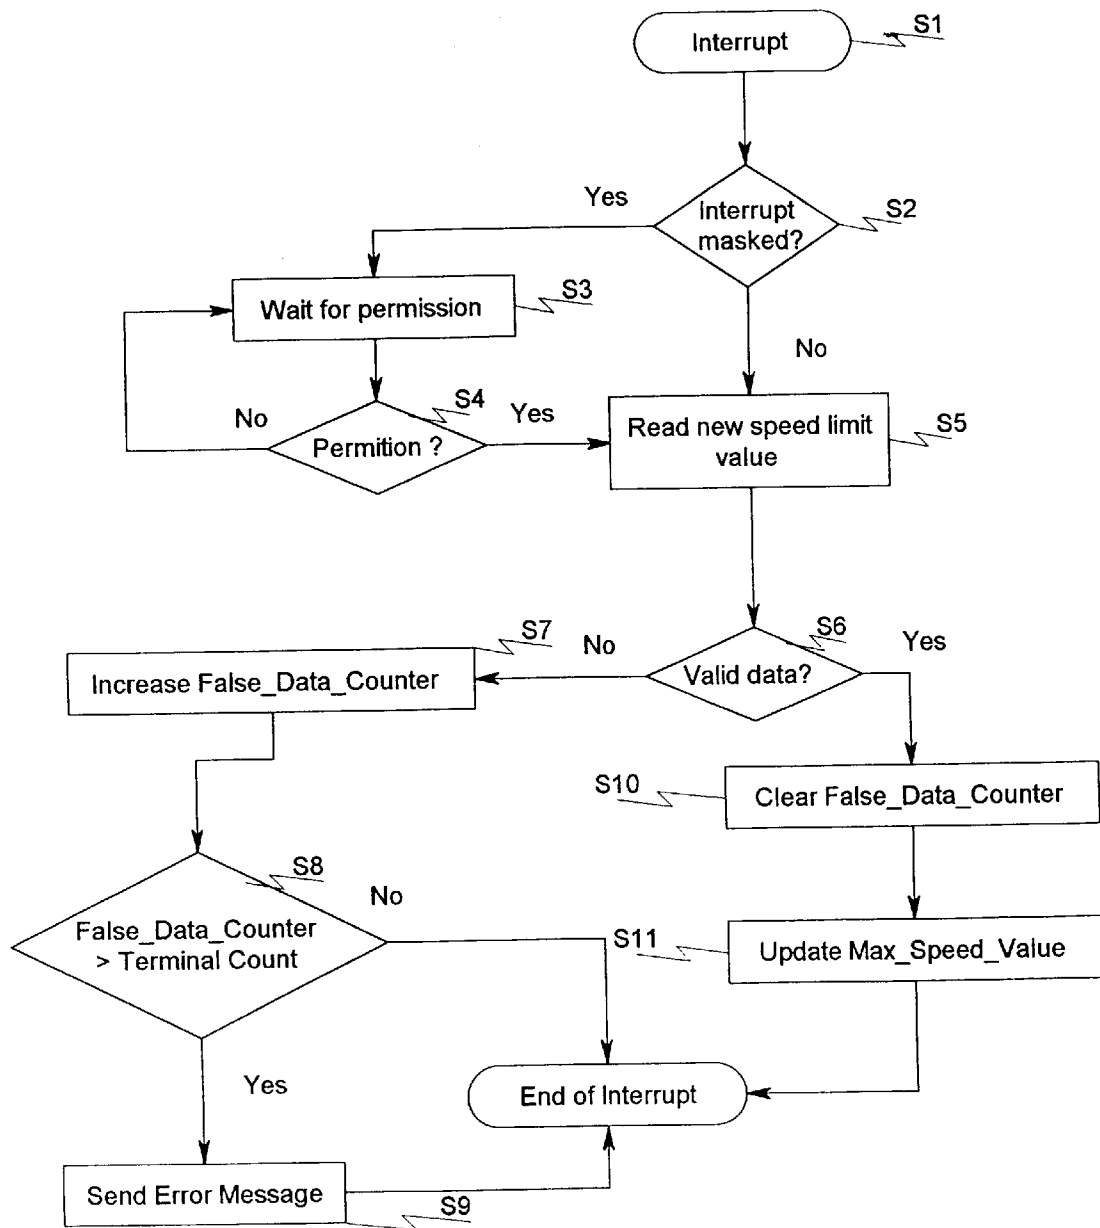 Interrupt
S1
Yes
Interrupt
masked?
S2
Wait for permission
S3
No
No
Permition ?
S4
Yes
Read new speed limit
value
S5
S7
Increase False_Data_Counter
No
Valid data?
S6
Yes
S10
Clear False_Data_Counter
S8
False_Data_Counter
> Terminal Count
No
S11
Update Max_Speed_Value
Yes
End of Interrupt
Send Error Message
S9